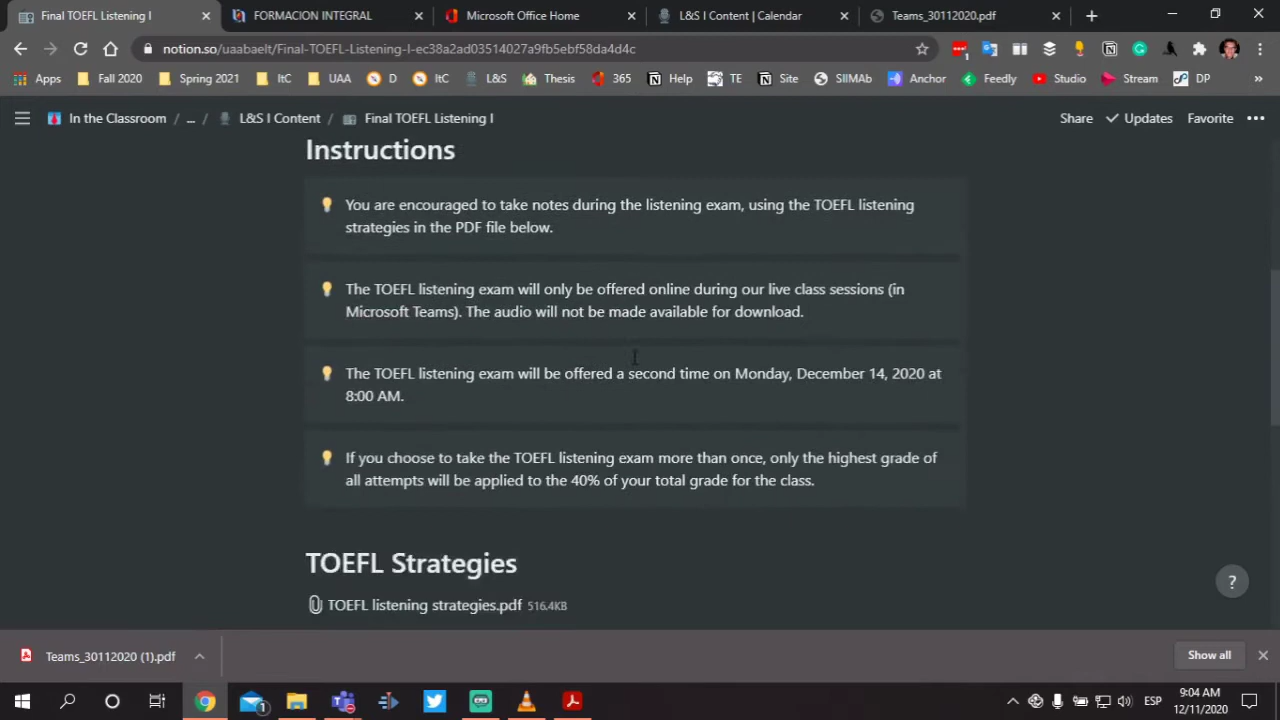 Final TOEFL Listening I
FORMACION INTEGRAL
Microsoft Office Home
L&S I Content | Calendar
Teams_30112020.pdf
notion.so/uaabaelt/Final-TOEFL-Listening-I-ec38a2ad03514027a9fb5ebf58da4d4c
Apps Fall 2020 Spring 2021 ItC UAA D ItC L&S Thesis 365 Help TE Site SIIMAb Anchor Feedly Studio Stream DP »
In the Classroom / ... / L&S I Content / Final TOEFL Listening I
Share Updates Favorite
Instructions
You are encouraged to take notes during the listening exam, using the TOEFL listening
strategies in the PDF file below.
The TOEFL listening exam will only be offered online during our live class sessions (in
Microsoft Teams). The audio will not be made available for download.
The TOEFL listening exam will be offered a second time on Monday, December 14, 2020 at
8:00 AM.
If you choose to take the TOEFL listening exam more than once, only the highest grade of
all attempts will be applied to the 40% of your total grade for the class.
TOEFL Strategies
TOEFL listening strategies.pdf 516.4KB
?
Teams_30112020 (1).pdf
Show all
1
ESP
9:04 AM
12/11/2020